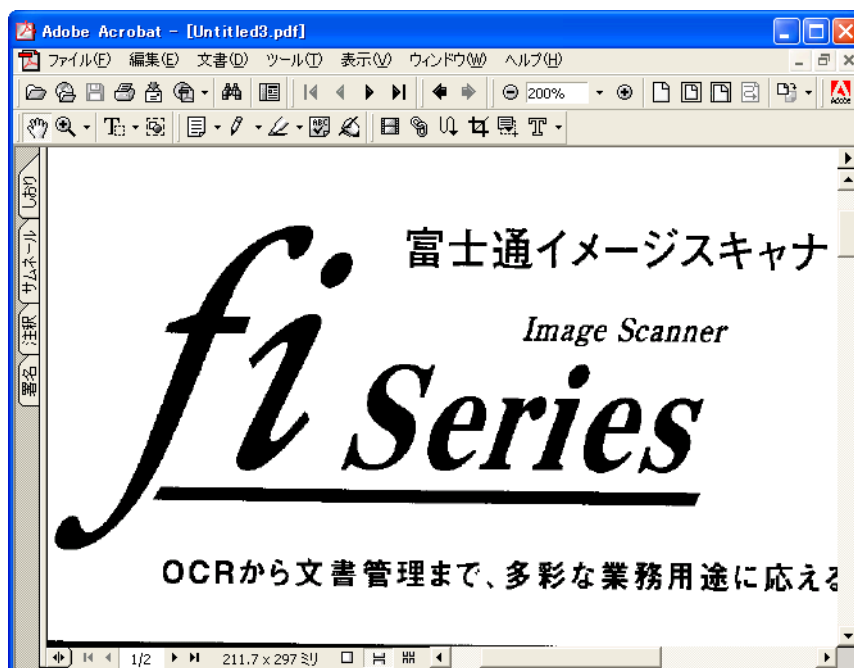 Adobe Acrobat - [Untitled3.pdf]
ファイル(F) 編集(E) 文書(D) ツール(T) 表示(V) ウィンドウ(W) ヘルプ(H)
200%
Adobe
T
ABC
T
しおり
サムネール
注釈
署名
富士通イメージスキャナ
Image Scanner
fi Series
OCRから文書管理まで、多彩な業務用途に応える
1/2
211.7 x 297 ミリ